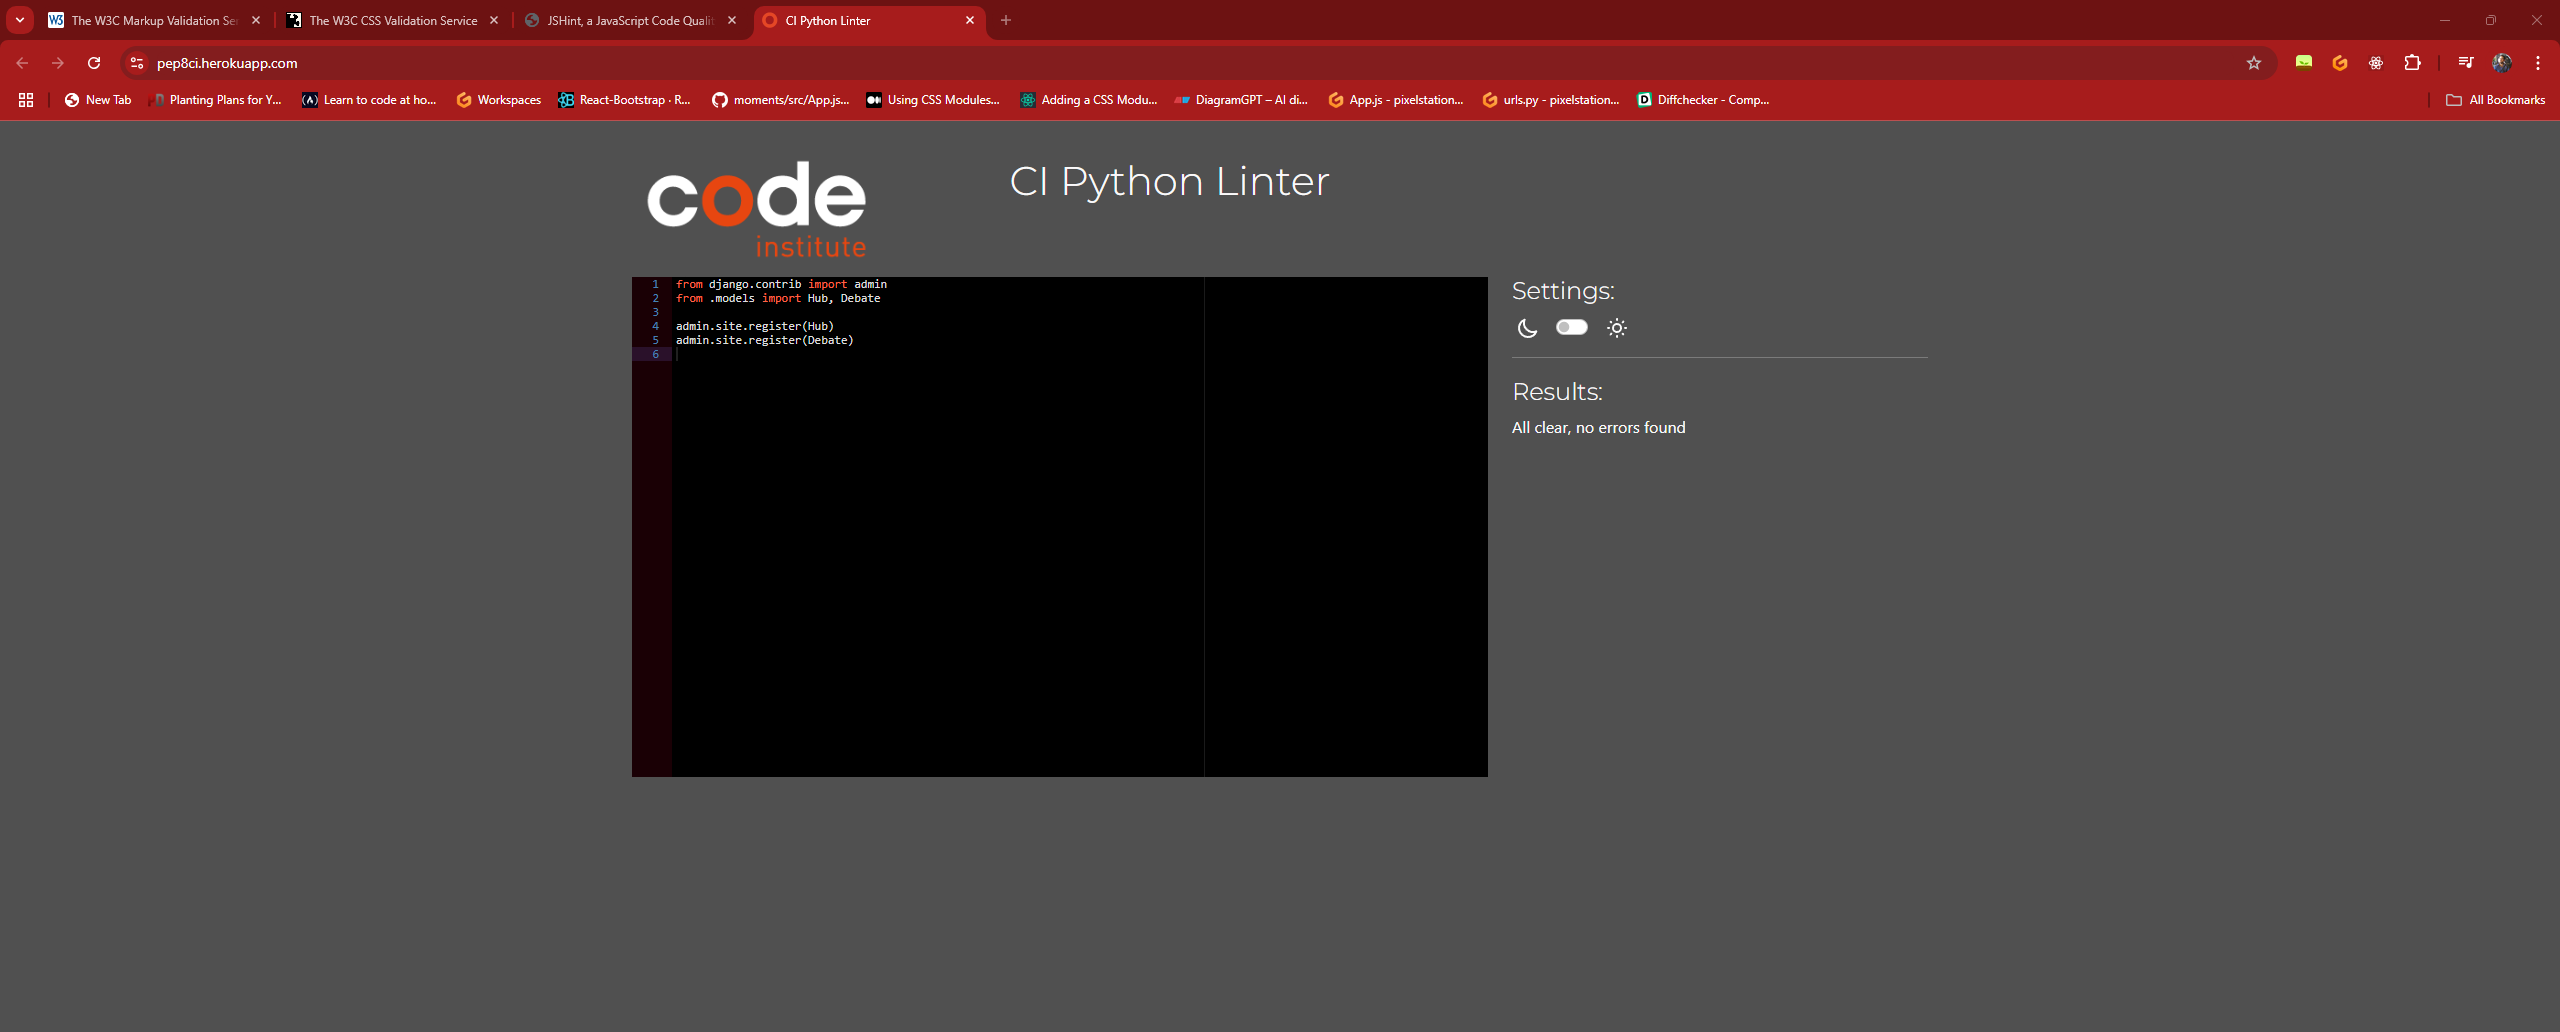 The W3C Markup Validation Se
The W3C CSS Validation Service
JSHint, a JavaScript Code Qualit
CI Python Linter
pep8ci.herokuapp.com
New Tab
Planting Plans for Y...
Learn to code at ho...
Workspaces
React-Bootstrap · R...
moments/src/App.js...
Using CSS Modules...
Adding a CSS Modu...
DiagramGPT – AI di...
App.js - pixelstation...
urls.py - pixelstation...
Diffchecker - Comp...
All Bookmarks
code
institute
CI Python Linter
1 from django.contrib import admin
2 from .models import Hub, Debate
3
4 admin.site.register(Hub)
5 admin.site.register(Debate)
6
Settings:
Results:
All clear, no errors found